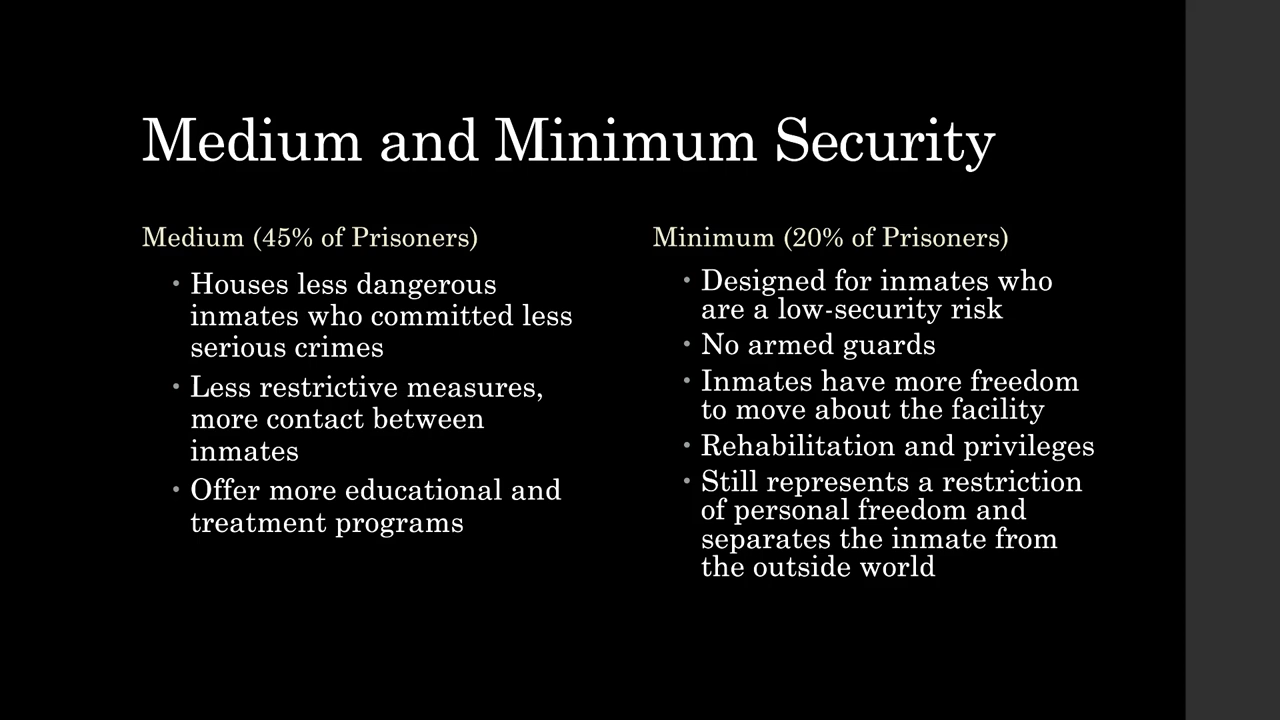 Medium and Minimum Security
Medium (45% of Prisoners)
• Houses less dangerous
inmates who committed less
serious crimes
• Less restrictive measures,
more contact between
inmates
• Offer more educational and
treatment programs
Minimum (20% of Prisoners)
• Designed for inmates who
are a low-security risk
• No armed guards
• Inmates have more freedom
to move about the facility
• Rehabilitation and privileges
• Still represents a restriction
of personal freedom and
separates the inmate from
the outside world